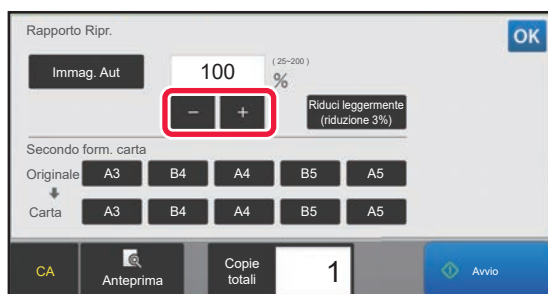 Rapporto Ripr.
OK
Immag. Aut
100
(25~200)
%
− +
Riduci leggermente
(riduzione 3%)
Secondo form. carta
Originale A3 B4 A4 B5 A5
Carta A3 B4 A4 B5 A5
CA
Anteprima
Copie
totali
1
Avvio